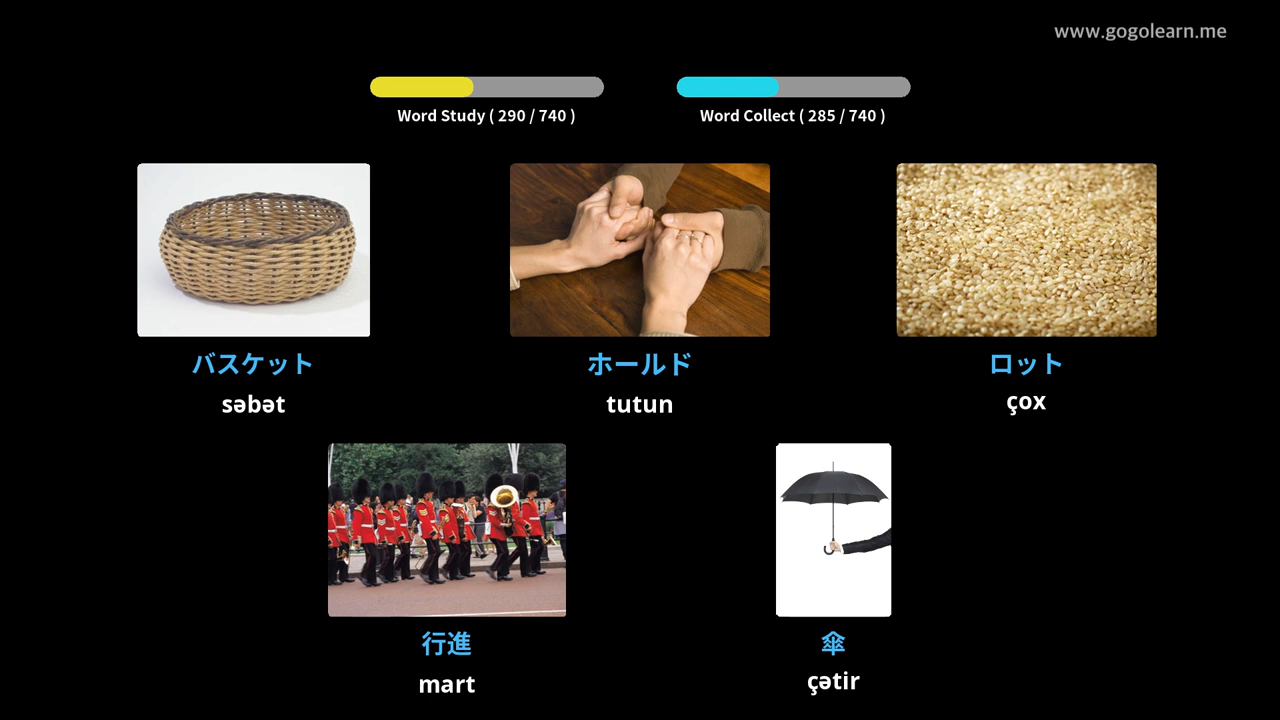 www.gogolearn.me
Word Study ( 290 / 740 )
Word Collect ( 285 / 740 )
バスケット
səbət
ホールド
tutun
ロット
çox
行進
mart
傘
çətir